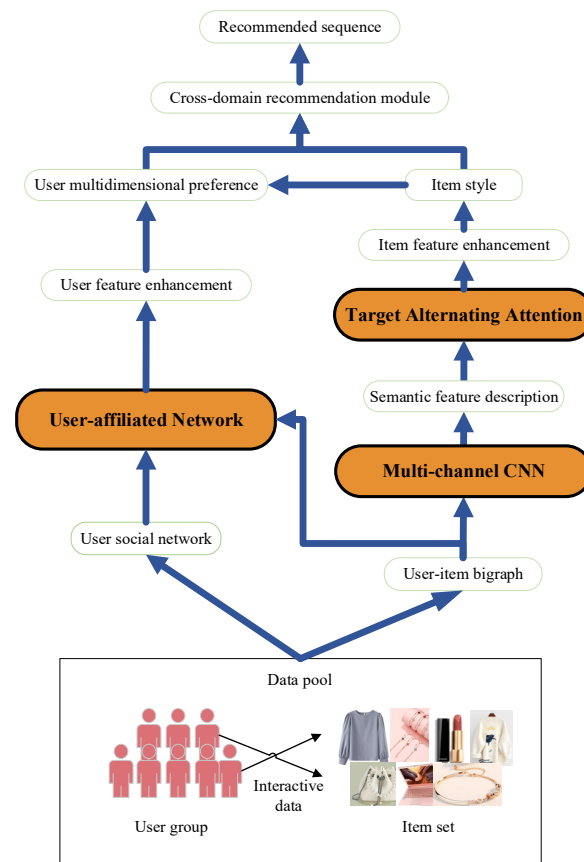 Recommended sequence
Cross-domain recommendation module
User multidimensional preference
Item style
Item feature enhancement
User feature enhancement
Target Alternating Attention
Semantic feature description
User-affiliated Network
Multi-channel CNN
User social network
User-item bigraph
Data pool
Interactive
data
User group
Item set